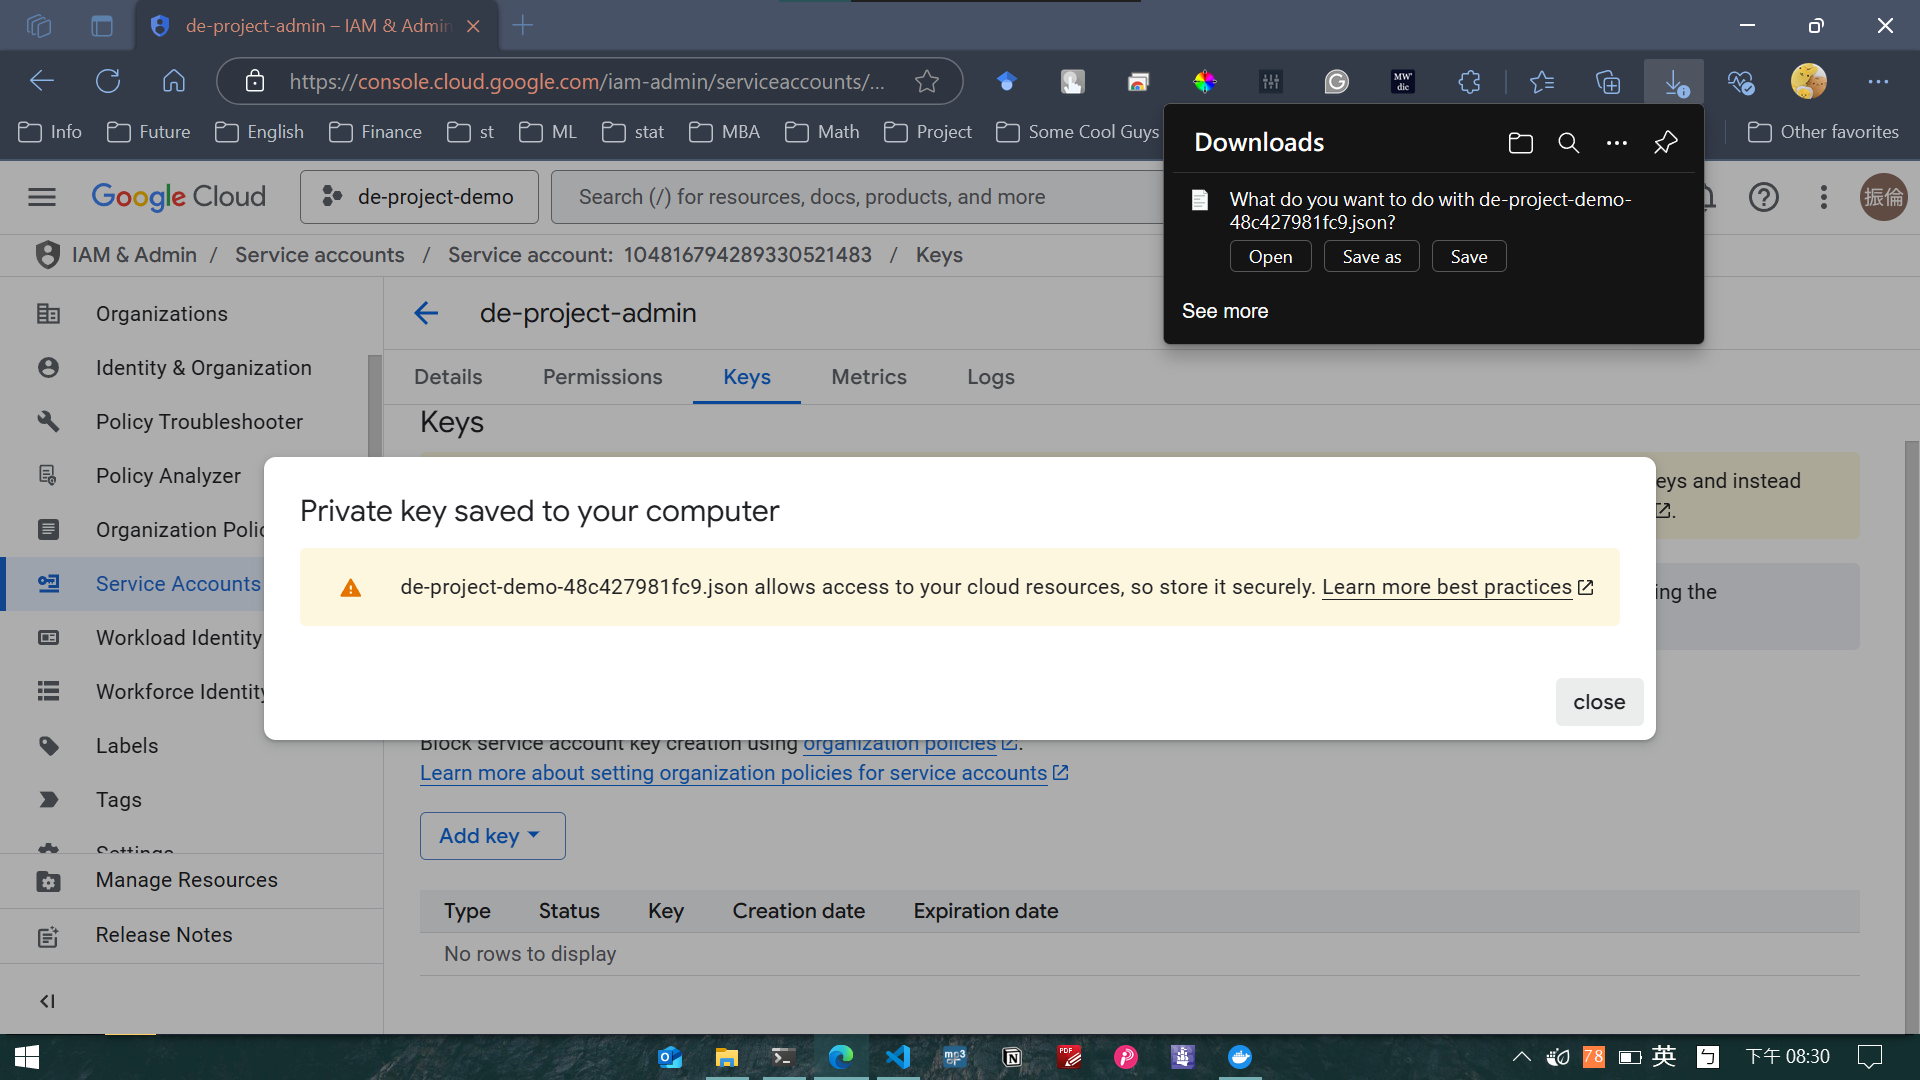 de-project-admin – IAM & Admin
https://console.cloud.google.com/iam-admin/serviceaccounts/...
MW dic
Info Future English Finance st ML stat MBA Math Project Some Cool Guys Other favorites
Downloads
What do you want to do with de-project-demo-
48c427981fc9.json?
Open Save as Save
See more
Google Cloud de-project-demo Search (/) for resources, docs, products, and more 振倫
IAM & Admin / Service accounts / Service account: 104816794289330521483 / Keys
Organizations
Identity & Organization
Policy Troubleshooter
Policy Analyzer
Organization Polic
Service Accounts
Workload Identity
Workforce Identity
Labels
Tags
Settings
Manage Resources
Release Notes
de-project-admin
Details Permissions Keys Metrics Logs
Keys
eys and instead
.
ing the
Private key saved to your computer
de-project-demo-48c427981fc9.json allows access to your cloud resources, so store it securely. Learn more best practices
close
Block service account key creation using organization policies.
Learn more about setting organization policies for service accounts
Add key
Type Status Key Creation date Expiration date
No rows to display
mp3 PDF 78 英 ㄅ 下午 08:30